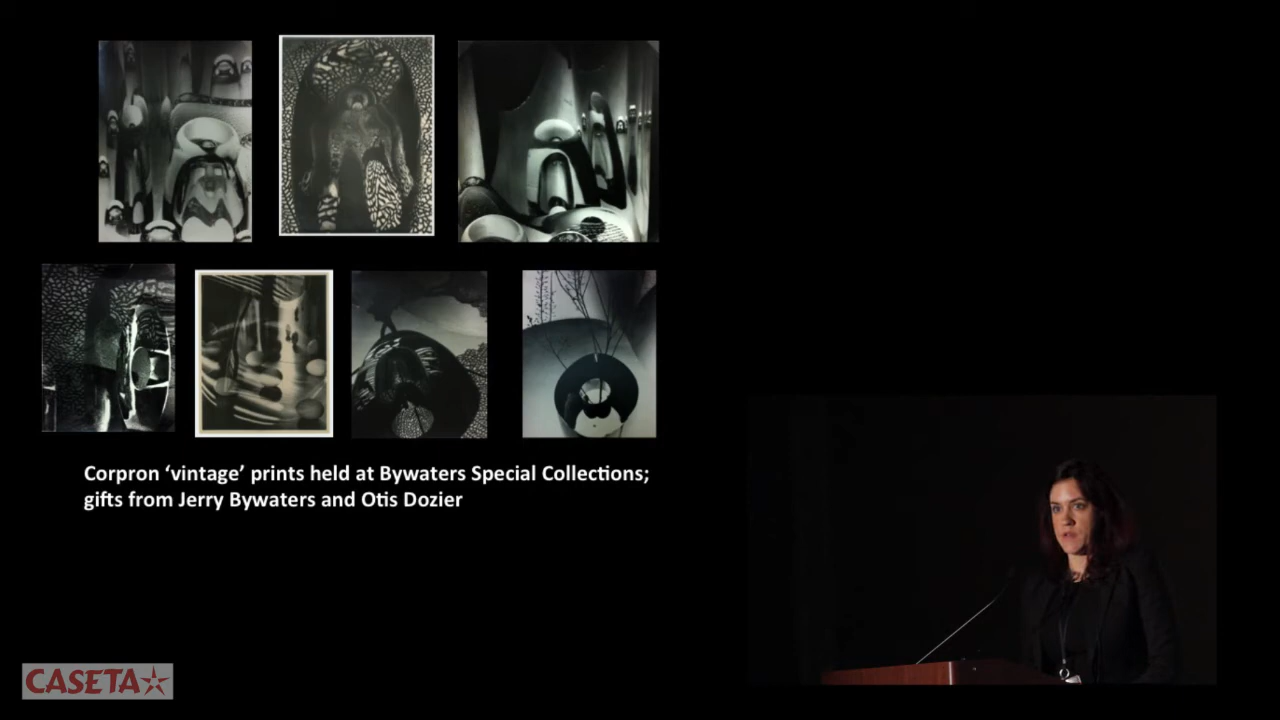 Corpron ‘vintage’ prints held at Bywaters Special Collections;
gifts from Jerry Bywaters and Otis Dozier
CASETA